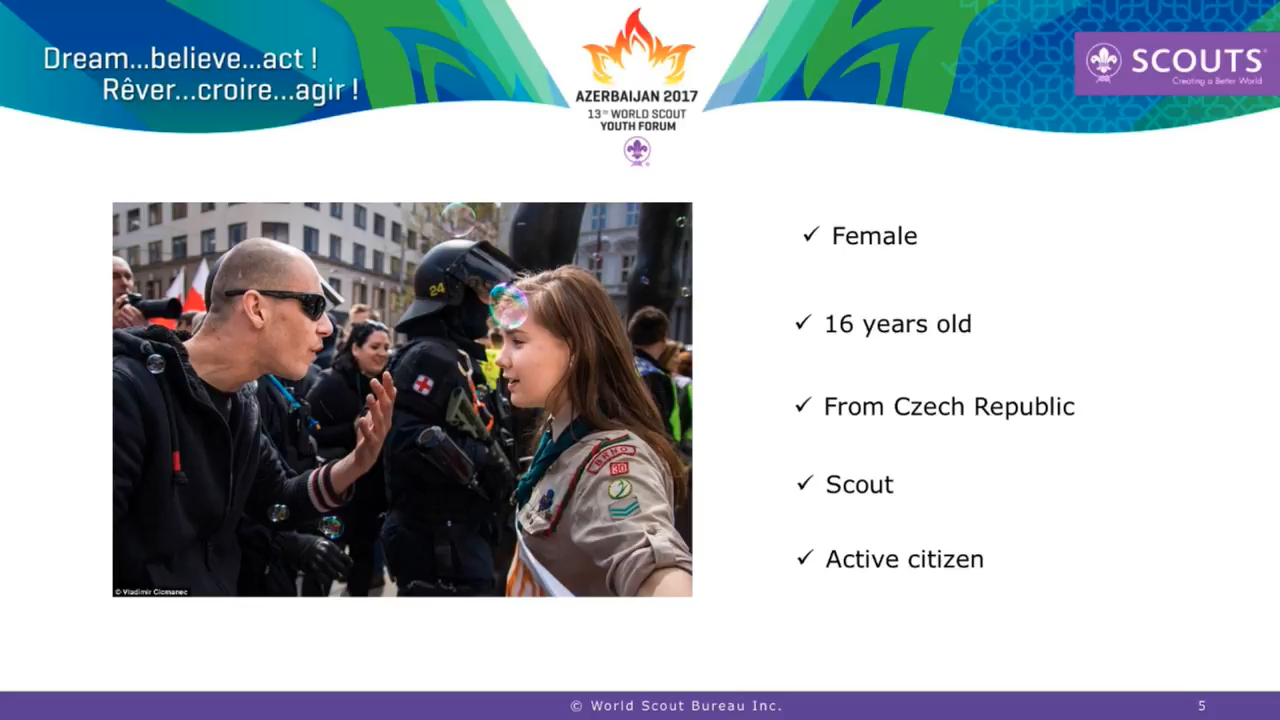 Dream...believe...act !
Rêver...croire...agir !
AZERBAIJAN 2017
13TH WORLD SCOUT
YOUTH FORUM
SCOUTS®
Creating a Better World
24
BRNO
30
© Vladimir Cicmanec
✓ Female
✓ 16 years old
✓ From Czech Republic
✓ Scout
✓ Active citizen
© World Scout Bureau Inc.
5